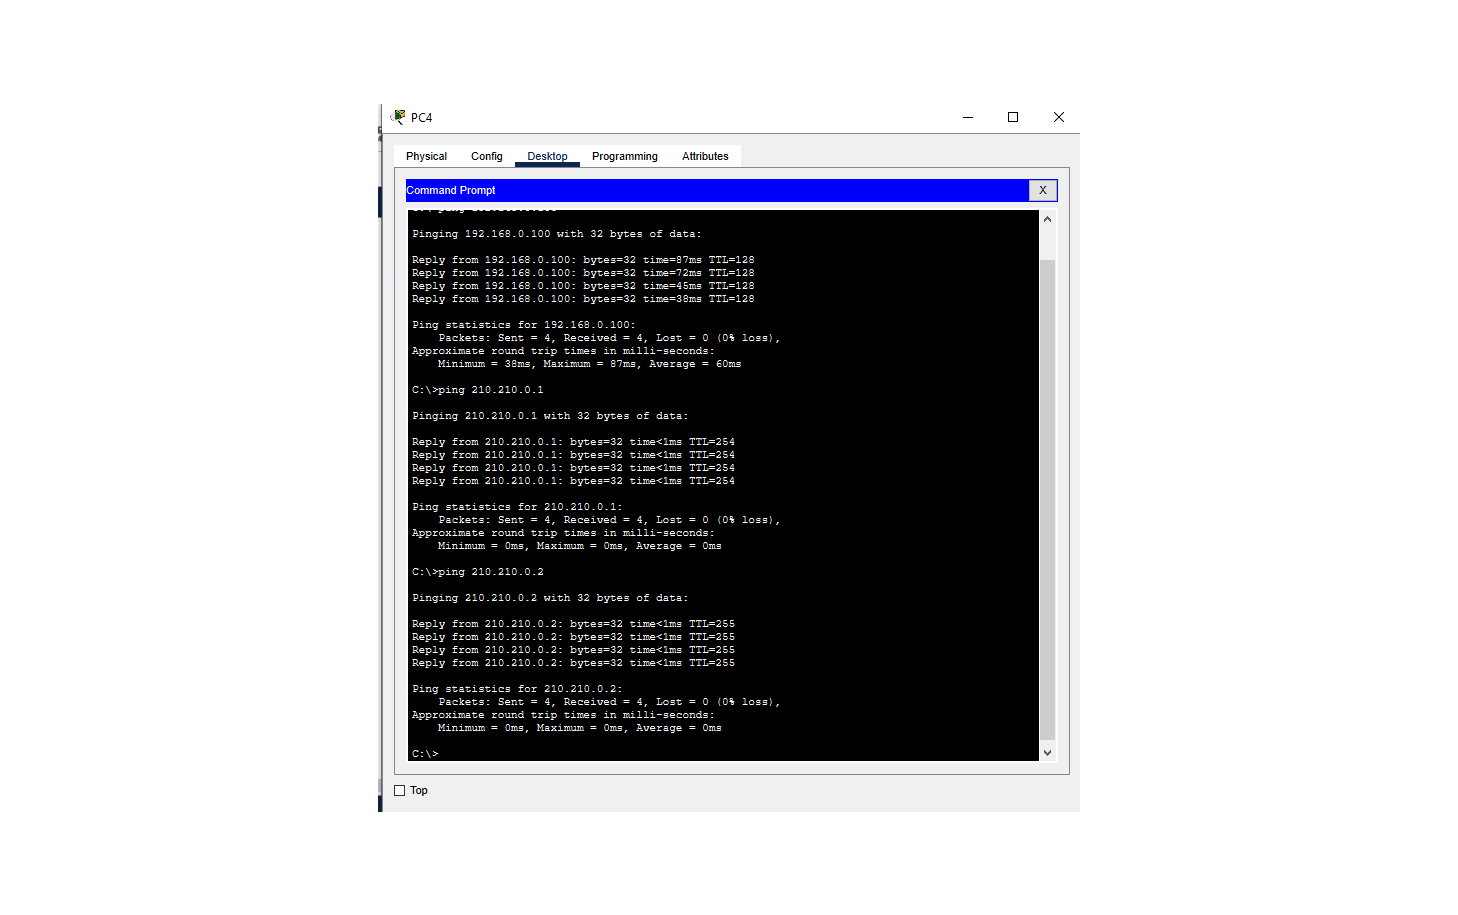 PC4
Physical Config Desktop Programming Attributes
Command Prompt X
Pinging 192.168.0.100 with 32 bytes of data:
Reply from 192.168.0.100: bytes=32 time=87ms TTL=128
Reply from 192.168.0.100: bytes=32 time=72ms TTL=128
Reply from 192.168.0.100: bytes=32 time=45ms TTL=128
Reply from 192.168.0.100: bytes=32 time=38ms TTL=128
Ping statistics for 192.168.0.100:
Packets: Sent = 4, Received = 4, Lost = 0 (0% loss),
Approximate round trip times in milli-seconds:
Minimum = 38ms, Maximum = 87ms, Average = 60ms
C:\>ping 210.210.0.1
Pinging 210.210.0.1 with 32 bytes of data:
Reply from 210.210.0.1: bytes=32 time<1ms TTL=254
Reply from 210.210.0.1: bytes=32 time<1ms TTL=254
Reply from 210.210.0.1: bytes=32 time<1ms TTL=254
Reply from 210.210.0.1: bytes=32 time<1ms TTL=254
Ping statistics for 210.210.0.1:
Packets: Sent = 4, Received = 4, Lost = 0 (0% loss),
Approximate round trip times in milli-seconds:
Minimum = 0ms, Maximum = 0ms, Average = 0ms
C:\>ping 210.210.0.2
Pinging 210.210.0.2 with 32 bytes of data:
Reply from 210.210.0.2: bytes=32 time<1ms TTL=255
Reply from 210.210.0.2: bytes=32 time<1ms TTL=255
Reply from 210.210.0.2: bytes=32 time<1ms TTL=255
Reply from 210.210.0.2: bytes=32 time<1ms TTL=255
Ping statistics for 210.210.0.2:
Packets: Sent = 4, Received = 4, Lost = 0 (0% loss),
Approximate round trip times in milli-seconds:
Minimum = 0ms, Maximum = 0ms, Average = 0ms
C:\>
Top